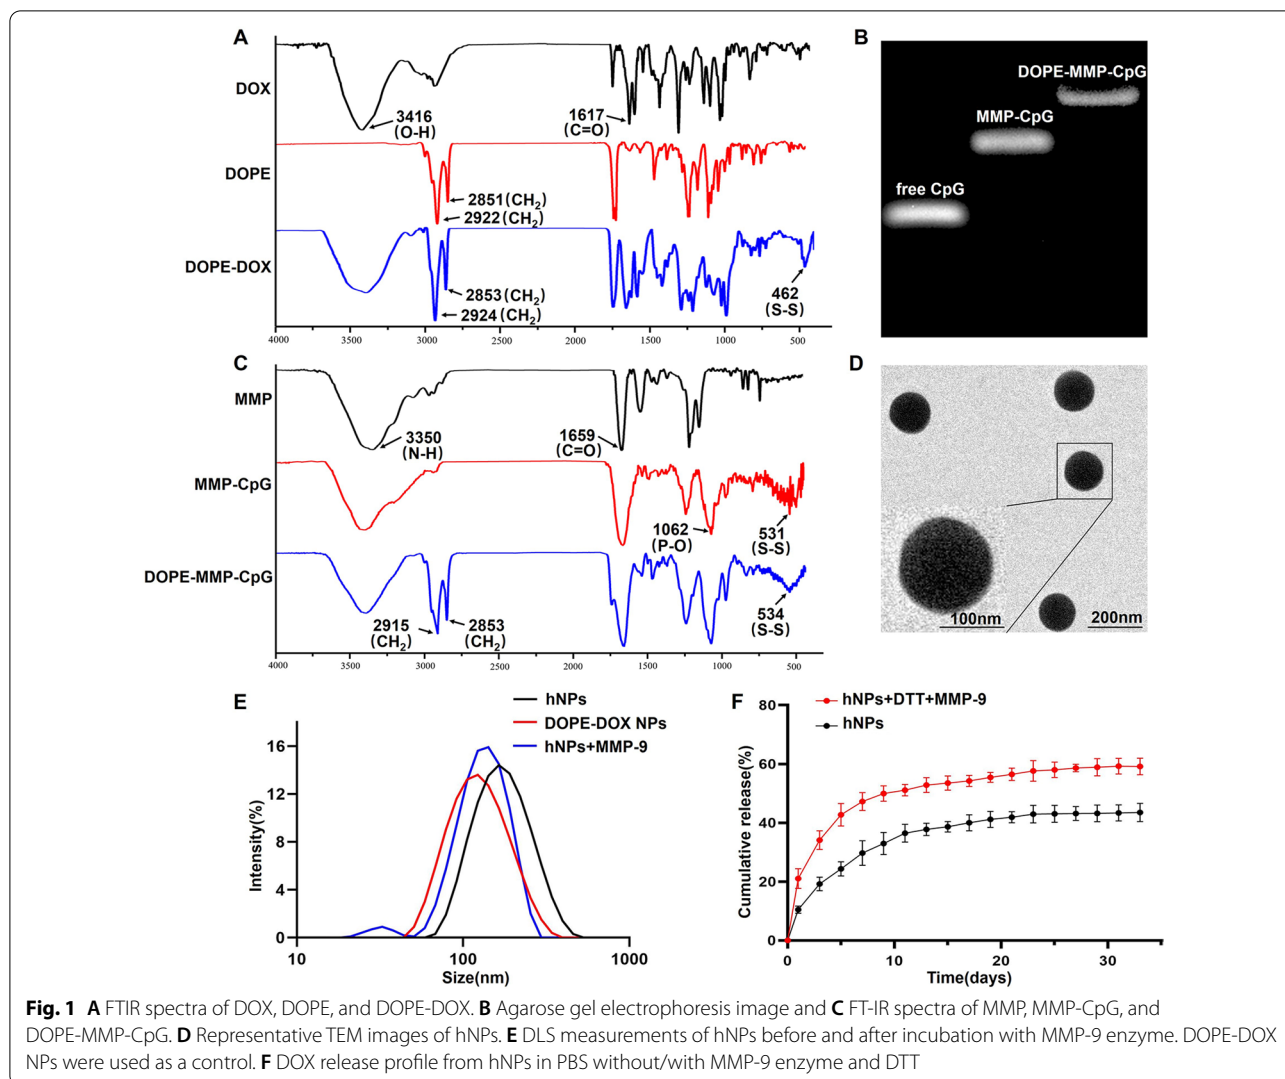 A
DOX
3416
(O-H)
1617
(C=O)
DOPE
2851(CH₂)
2922(CH₂)
DOPE-DOX
2853(CH₂)
2924(CH₂)
462
(S-S)
4000 3500 3000 2500 2000 1500 1000 500
B
DOPE-MMP-CpG
MMP-CpG
free CpG
C
MMP
3350
(N-H)
1659
(C=O)
MMP-CpG
1062
(P-O)
531
(S-S)
DOPE-MMP-CpG
2915
(CH₂)
2853
(CH₂)
534
(S-S)
4000 3500 3000 2500 2000 1500 1000 500
D
100nm
200nm
E
hNPs
DOPE-DOX NPs
hNPs+MMP-9
Intensity(%)
16
12
8
4
0
10 100 1000
Size(nm)
F
hNPs+DTT+MMP-9
hNPs
Cumulative release(%)
80
60
40
20
0
0 10 20 30
Time(days)
Fig. 1 A FTIR spectra of DOX, DOPE, and DOPE-DOX. B Agarose gel electrophoresis image and C FT-IR spectra of MMP, MMP-CpG, and
DOPE-MMP-CpG. D Representative TEM images of hNPs. E DLS measurements of hNPs before and after incubation with MMP-9 enzyme. DOPE-DOX
NPs were used as a control. F DOX release profile from hNPs in PBS without/with MMP-9 enzyme and DTT